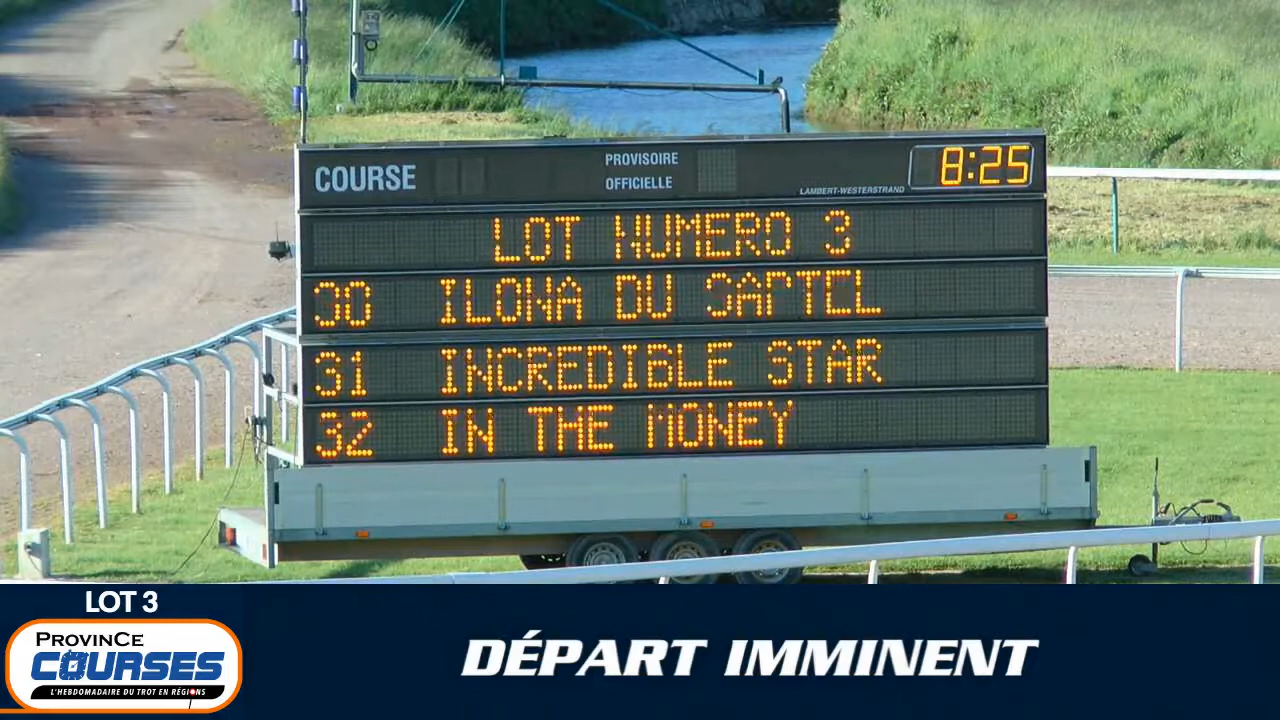 COURSE
PROVISOIRE
OFFICIELLE
LAMBERT-WESTERSTRAND
8:25
LOT NUMERO 3
30 ILONA DU SAPTEL
31 INCREDIBLE STAR
32 IN THE MONEY
LOT 3
PROVINCE
COURSES
L'HEBDOMADAIRE DU TROT EN RÉGIONS
DÉPART IMMINENT